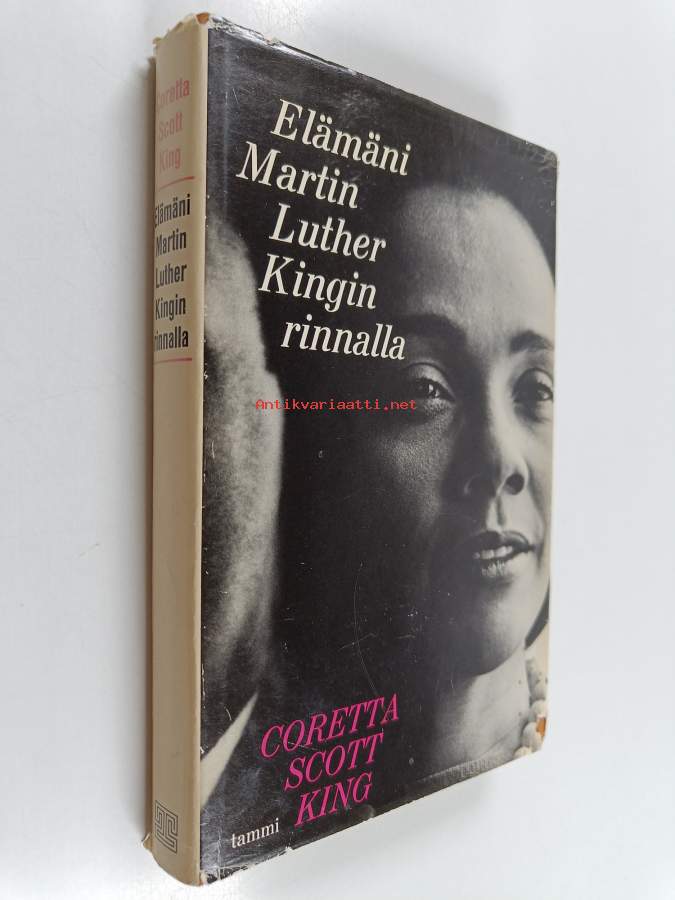 Coretta
Scott
King
Elämäni
Martin
Luther
Kingin
rinnalla
Elämäni
Martin
Luther
Kingin
rinnalla
Antikvariaatti.net
CORETTA
SCOTT
KING
tammi